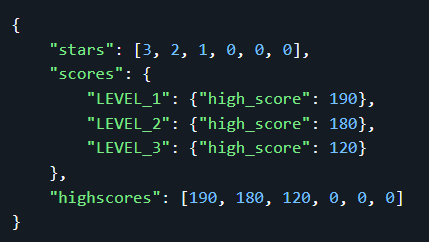 {
    "stars": [3, 2, 1, 0, 0, 0],
    "scores": {
        "LEVEL_1": {"high_score": 190},
        "LEVEL_2": {"high_score": 180},
        "LEVEL_3": {"high_score": 120}
    },
    "highscores": [190, 180, 120, 0, 0, 0]
}